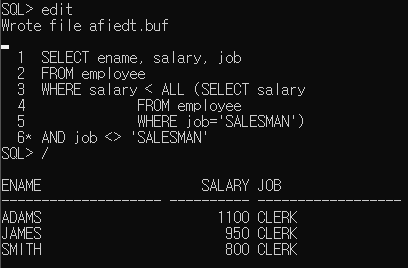 SQL> edit
Wrote file afiedt.buf
1 SELECT ename, salary, job
2 FROM employee
3 WHERE salary < ALL (SELECT salary
4 FROM employee
5 WHERE job='SALESMAN')
6* AND job <> 'SALESMAN'
SQL> /
ENAME SALARY JOB
-------------------- ---------- ------------------
ADAMS 1100 CLERK
JAMES 950 CLERK
SMITH 800 CLERK